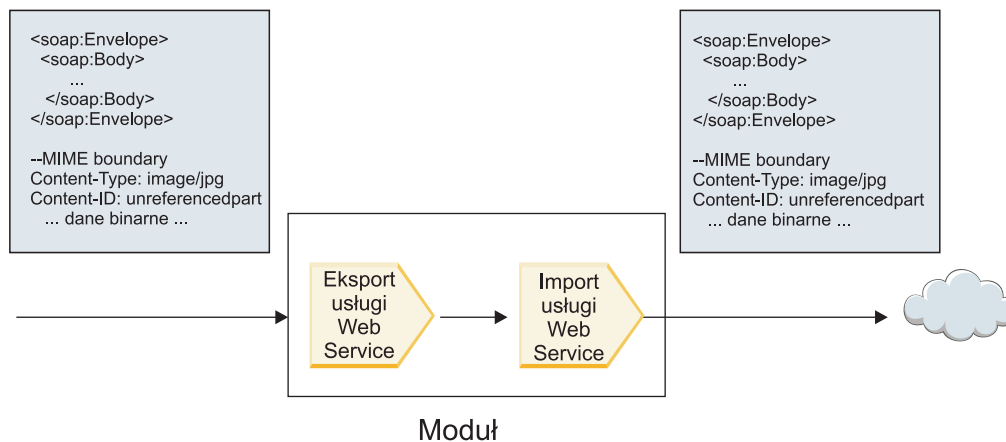 <soap:Envelope>
<soap:Body>
...
</soap:Body>
</soap:Envelope>
--MIME boundary
Content-Type: image/jpg
Content-ID: unreferencedpart
... dane binarne ...
<soap:Envelope>
<soap:Body>
...
</soap:Body>
</soap:Envelope>
--MIME boundary
Content-Type: image/jpg
Content-ID: unreferencedpart
... dane binarne ...
Eksport
usługi
Web
Service
Import
usługi
Web
Service
Moduł